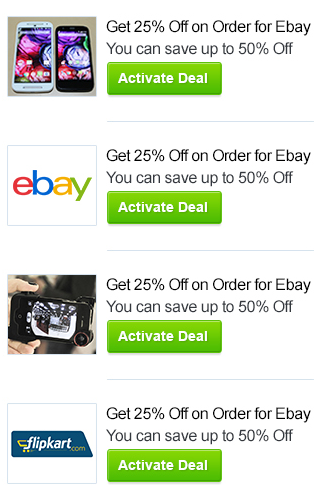 Get 25% Off on Order for Ebay
You can save up to 50% Off
Activate Deal
ebay
Get 25% Off on Order for Ebay
You can save up to 50% Off
Activate Deal
Get 25% Off on Order for Ebay
You can save up to 50% Off
Activate Deal
flipkart.com
Get 25% Off on Order for Ebay
You can save up to 50% Off
Activate Deal